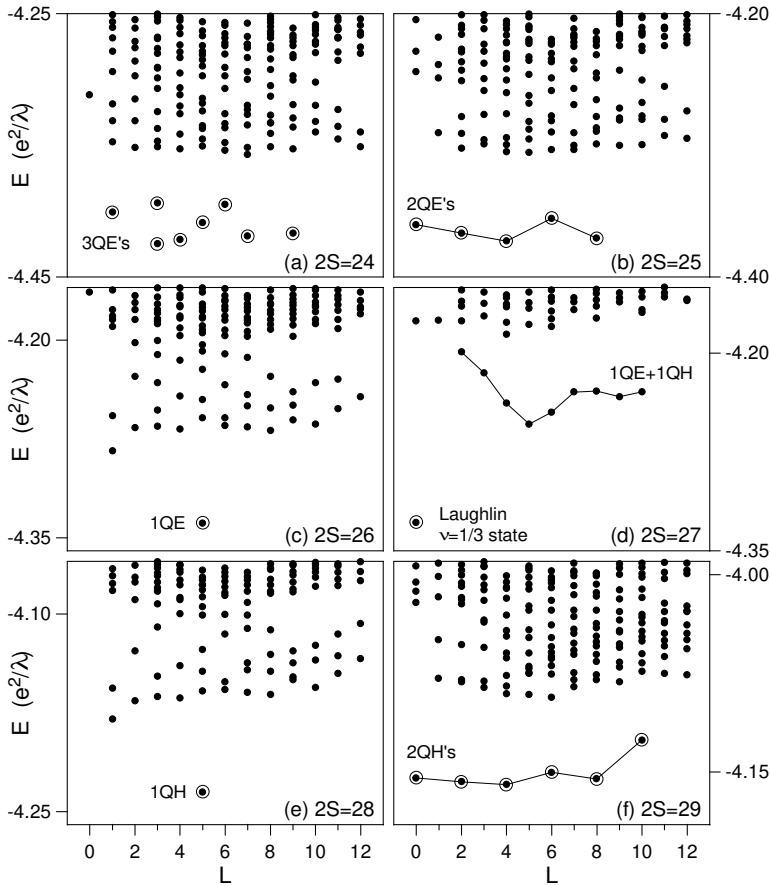 -4.25
-4.20
E (e²/λ)
3QE's
(a) 2S=24
2QE's
(b) 2S=25
-4.45
-4.40
-4.20
-4.20
E (e²/λ)
1QE+1QH
1QE
(c) 2S=26
Laughlin
ν=1/3 state
(d) 2S=27
-4.35
-4.35
-4.10
-4.00
E (e²/λ)
2QH's
-4.15
1QH
(e) 2S=28
(f) 2S=29
-4.25
0 2 4 6 8 10 12
0 2 4 6 8 10 12
L
L